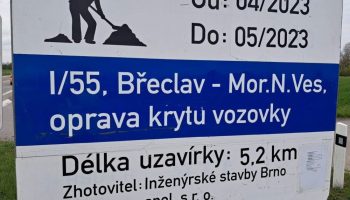 Od: 04/2023
Do: 05/2023
I/55, Břeclav - Mor.N.Ves,
oprava krytu vozovky
Délka uzavírky: 5,2 km
Zhotovitel: Inženýrské stavby Brno
spol. s r. o.